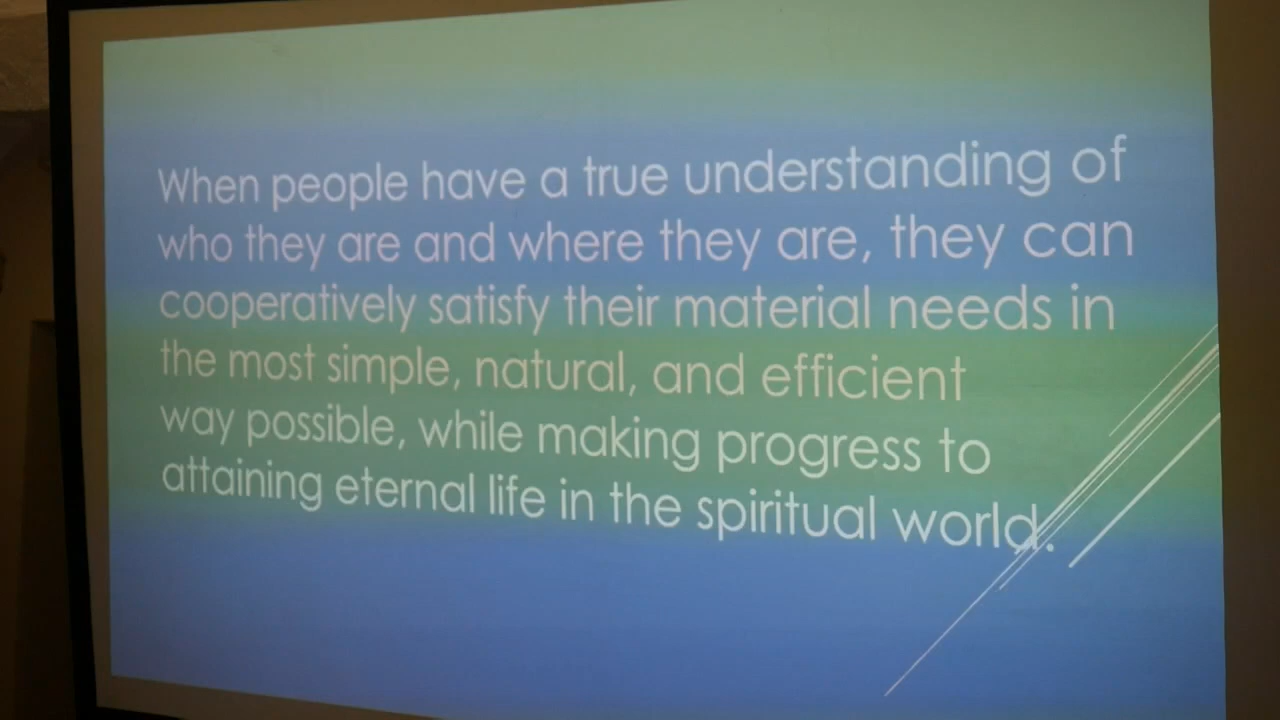 When people have a true understanding of
who they are and where they are, they can
cooperatively satisfy their material needs in
the most simple, natural, and efficient
way possible, while making progress to
attaining eternal life in the spiritual world.